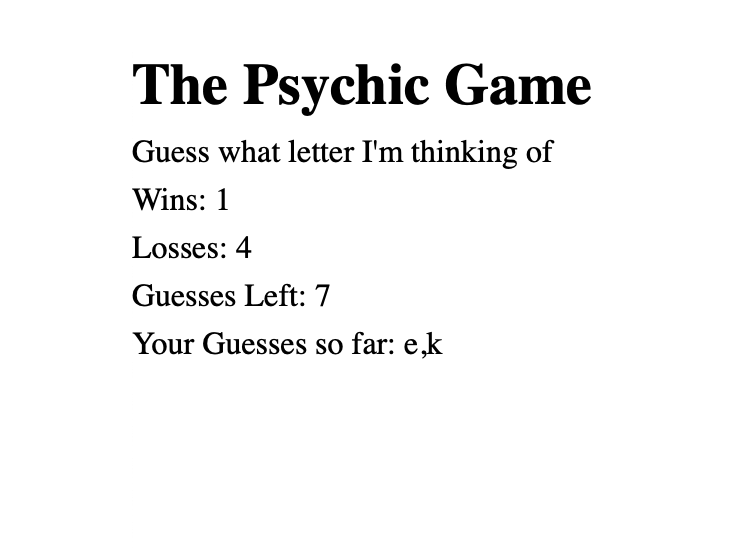 The Psychic Game
Guess what letter I'm thinking of
Wins: 1
Losses: 4
Guesses Left: 7
Your Guesses so far: e,k